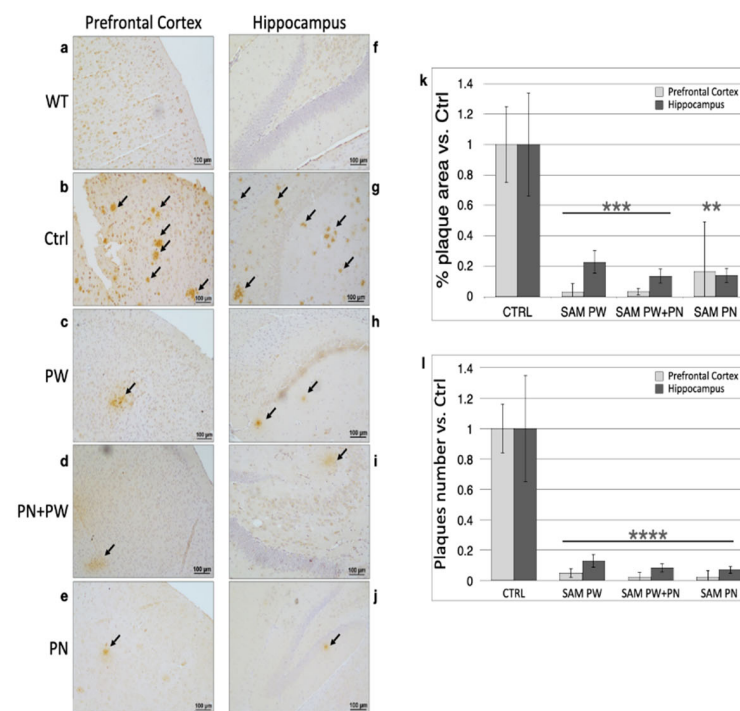 Prefrontal Cortex
Hippocampus
a
f
WT
100 µm
100 µm
b
g
Ctrl
100 µm
100 µm
c
h
PW
100 µm
100 µm
d
i
PN+PW
100 µm
100 µm
e
j
PN
100 µm
100 µm
k
% plaque area vs. Ctrl
1.4
1.2
1
0.8
0.6
0.4
0.2
0
Prefrontal Cortex
Hippocampus
***
**
CTRL SAM PW SAM PW+PN SAM PN
l
Plaques number vs. Ctrl
1.4
1.2
1
0.8
0.6
0.4
0.2
0
Prefrontal Cortex
Hippocampus
****
CTRL SAM PW SAM PW+PN SAM PN